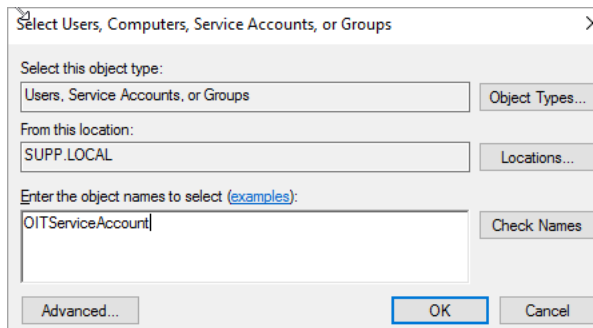 Select Users, Computers, Service Accounts, or Groups
Select this object type:
Users, Service Accounts, or Groups
Object Types...
From this location:
SUPP.LOCAL
Locations...
Enter the object names to select (examples):
OITServiceAccount
Check Names
Advanced...
OK
Cancel